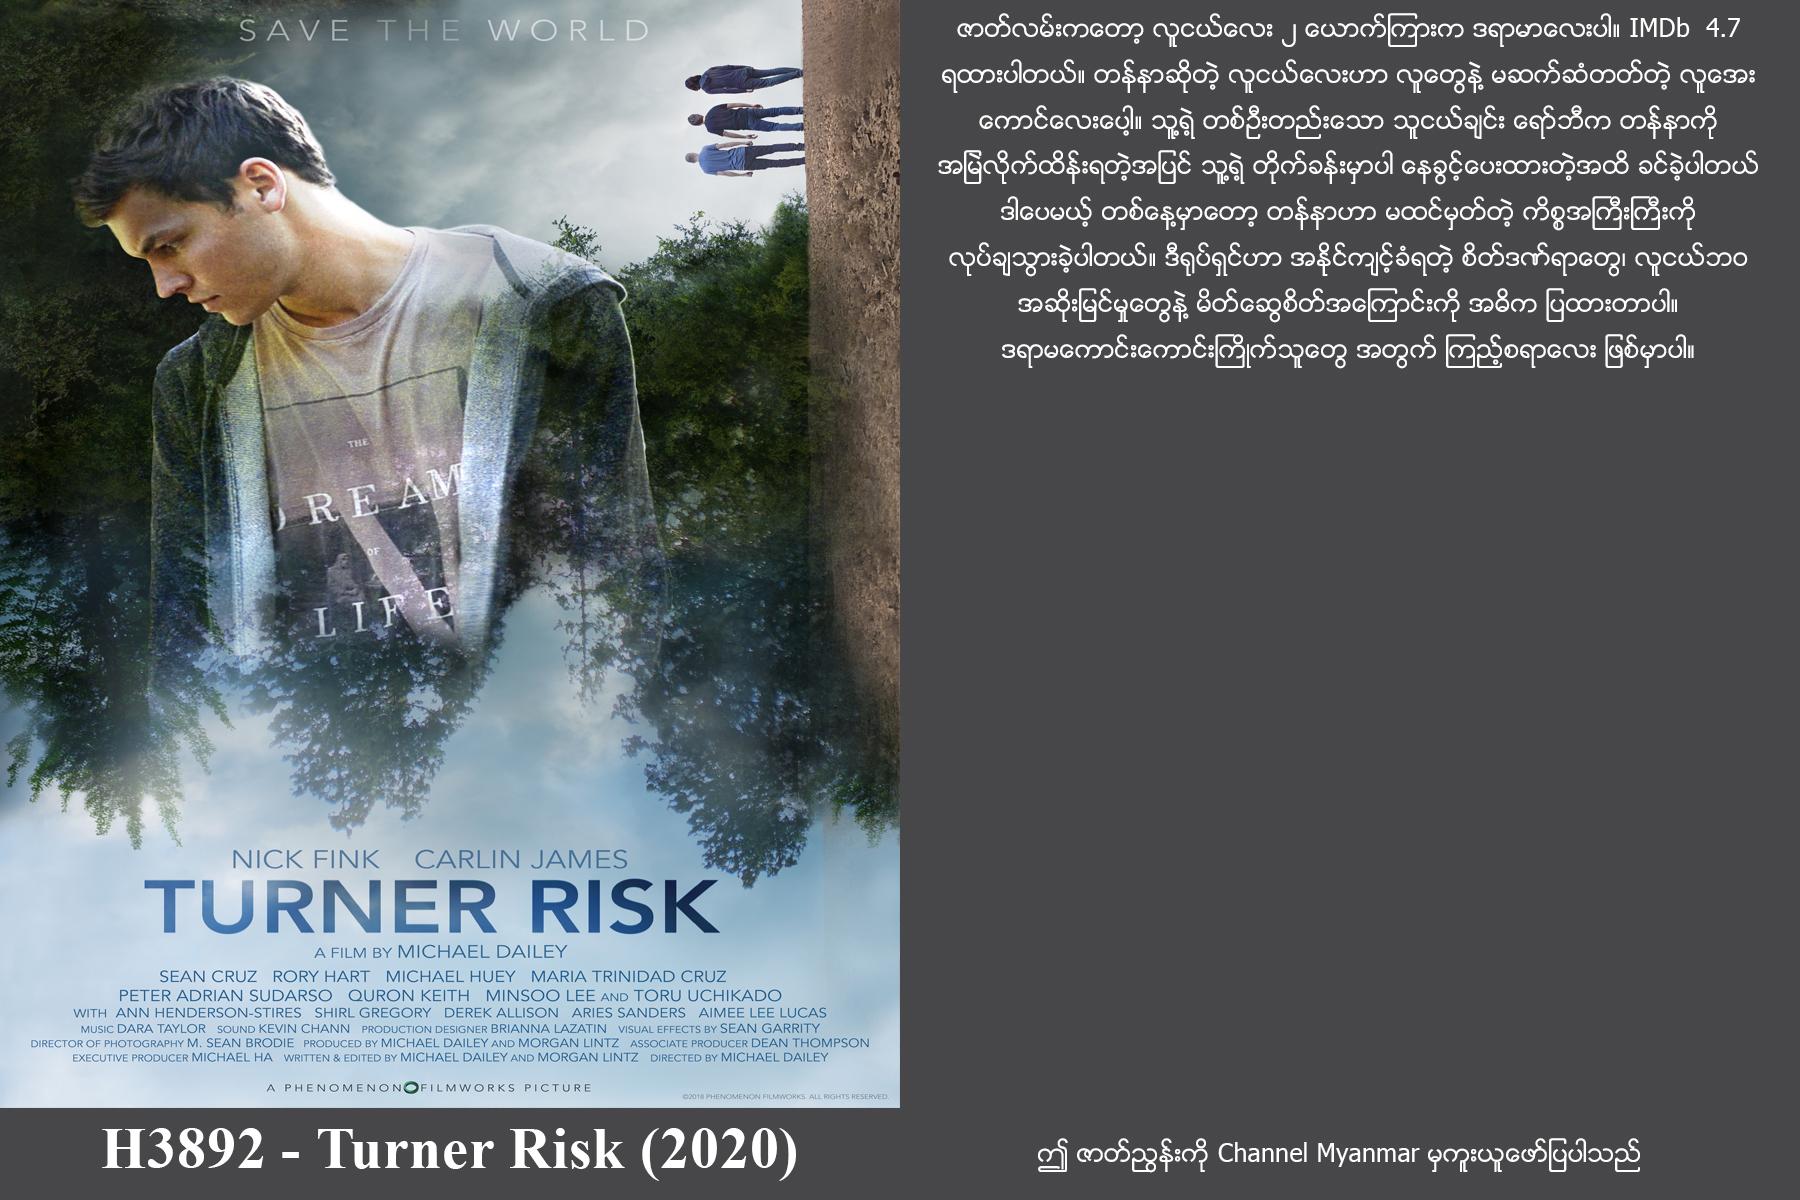 SAVE THE WORLD
THE
DREAM
OF
LIFE
NICK FINK CARLIN JAMES
TURNER RISK
A FILM BY MICHAEL DAILEY
SEAN CRUZ RORY HART MICHAEL HUEY MARIA TRINIDAD CRUZ
PETER ADRIAN SUDARSO QURON KEITH MINSOO LEE AND TORU UCHIKADO
WITH ANN HENDERSON-STIRES SHIRL GREGORY DEREK ALLISON ARIES SANDERS AIMEE LEE LUCAS
MUSIC DARA TAYLOR SOUND KEVIN CHANN PRODUCTION DESIGNER BRIANNA LAZATIN VISUAL EFFECTS BY SEAN GARRITY
DIRECTOR OF PHOTOGRAPHY M. SEAN BRODIE PRODUCED BY MICHAEL DAILEY AND MORGAN LINTZ ASSOCIATE PRODUCER DEAN THOMPSON
EXECUTIVE PRODUCER MICHAEL HA WRITTEN & EDITED BY MICHAEL DAILEY AND MORGAN LINTZ DIRECTED BY MICHAEL DAILEY
A PHENOMENON FILMWORKS PICTURE
©2018 PHENOMENON FILMWORKS. ALL RIGHTS RESERVED.
H3892 - Turner Risk (2020)
ဇာတ်လမ်းကတော့ လူငယ်လေး ၂ ယောက်ကြားက ဒရာမာလေးပါ။ IMDb 4.7
ရထားပါတယ်။ တန်နာဆိုတဲ့ လူငယ်လေးဟာ လူတွေနဲ့ မဆက်ဆံတတ်တဲ့ လူအေး
ကောင်လေးပေါ့။ သူ့ရဲ့ တစ်ဦးတည်းသော သူငယ်ချင်း ရော်ဘီက တန်နာကို
အမြဲလိုက်ထိန်းရတဲ့အပြင် သူ့ရဲ့ တိုက်ခန်းမှာပါ နေခွင့်ပေးထားတဲ့အထိ ခင်ခဲ့ပါတယ်
ဒါပေမယ့် တစ်နေ့မှာတော့ တန်နာဟာ မထင်မှတ်တဲ့ ကိစ္စအကြီးကြီးကို
လုပ်ချသွားခဲ့ပါတယ်။ ဒီရုပ်ရှင်ဟာ အနိုင်ကျင့်ခံရတဲ့ စိတ်ဒဏ်ရာတွေ၊ လူငယ်ဘဝ
အဆိုးမြင်မှုတွေနဲ့ မိတ်ဆွေစိတ်အကြောင်းကို အဓိက ပြထားတာပါ။
ဒရာမကောင်းကောင်းကြိုက်သူတွေ အတွက် ကြည့်စရာလေး ဖြစ်မှာပါ။
ဤ ဇာတ်ညွှန်းကို Channel Myanmar မှကူးယူဖော်ပြပါသည်